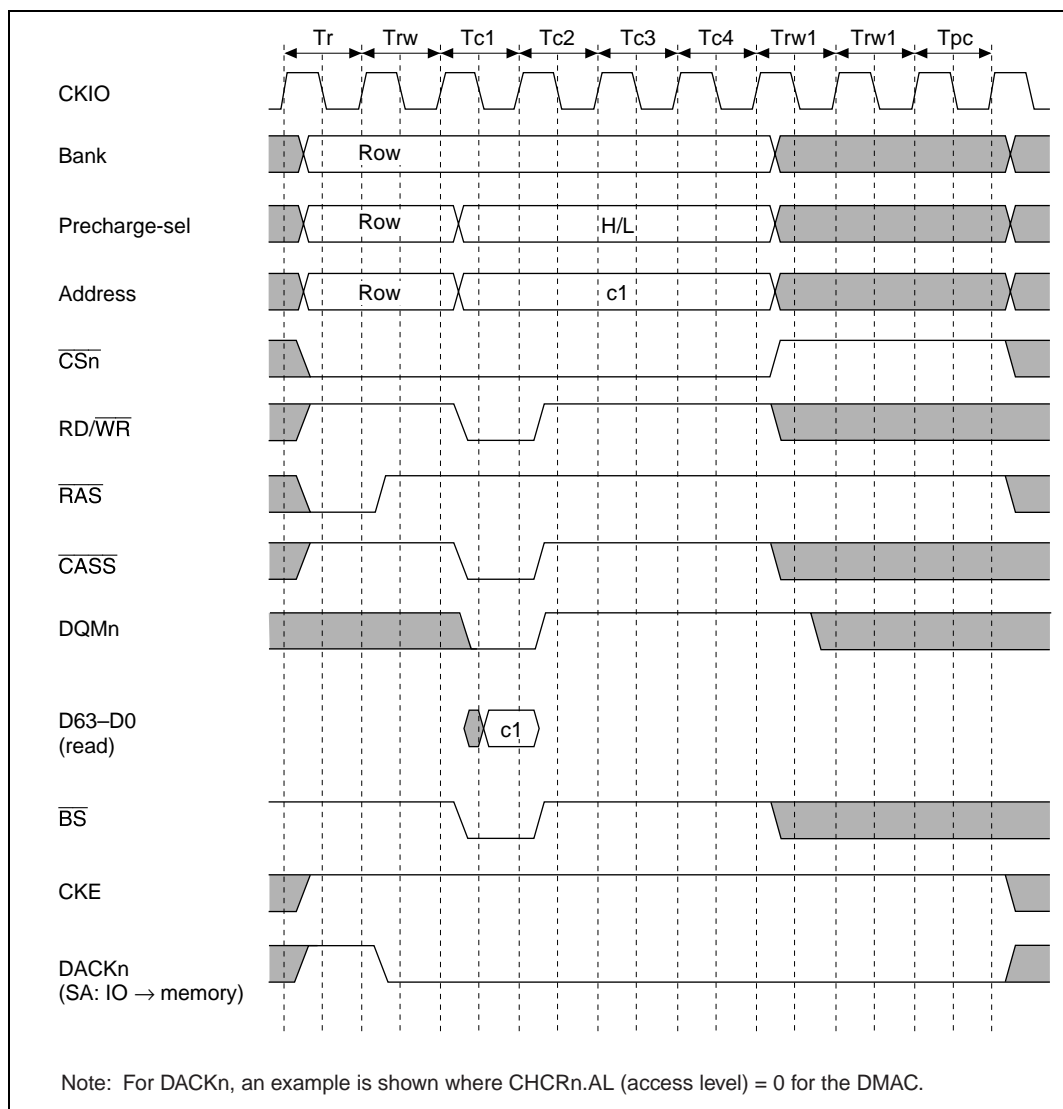 Tr Trw Tc1 Tc2 Tc3 Tc4 Trw1 Trw1 Tpc
CKIO
Bank Row
Precharge-sel Row H/L
Address Row c1
CSn
RD/WR
RAS
CASS
DQMn
D63–D0
(read) c1
BS
CKE
DACKn
(SA: IO → memory)
Note: For DACKn, an example is shown where CHCRn.AL (access level) = 0 for the DMAC.